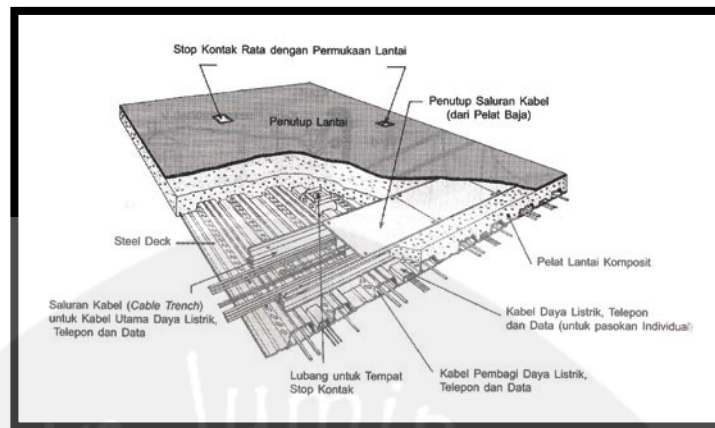 Stop Kontak Rata dengan Permukaan Lantai
Penutup Saluran Kabel
(dari Pelat Baja)
Penutup Lantai
Steel Deck
Pelat Lantai Komposit
Saluran Kabel (Cable Trench)
untuk Kabel Utama Daya Listrik,
Telepon dan Data
Kabel Daya Listrik, Telepon
dan Data (untuk pasokan Individual
Lubang untuk Tempat
Stop Kontak
Kabel Pembagi Daya Listrik,
Telepon dan Data
lumin